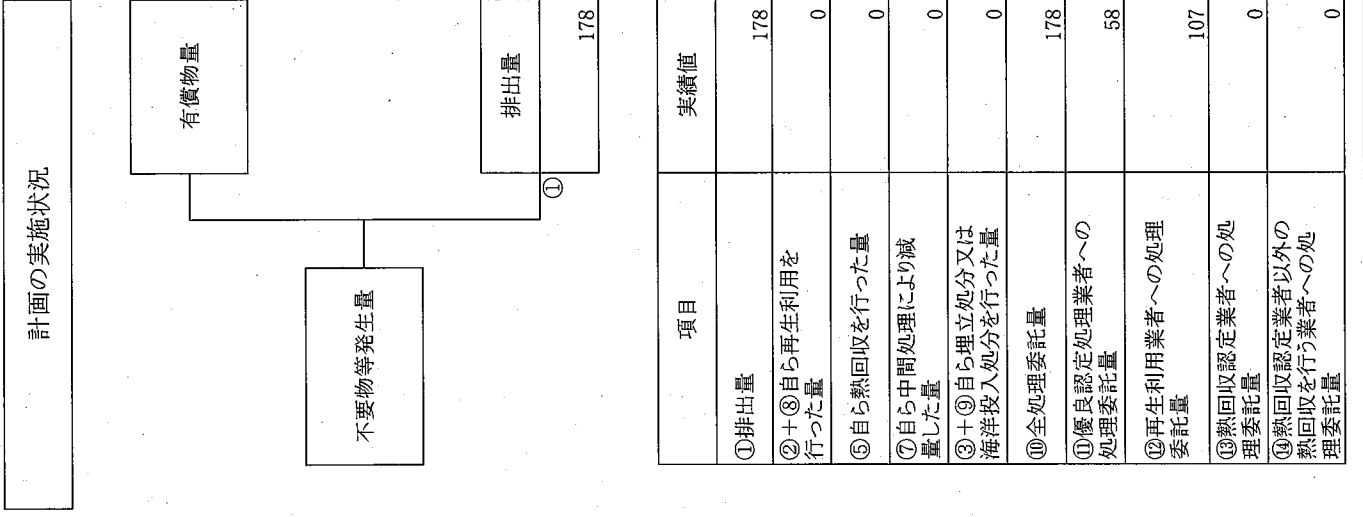 計画の実施状況
有償物量
不要物等発生量
排出量
①
178
項目 実績値
①排出量 178
②+⑧自ら再生利用を
行った量 0
⑤自ら熱回収を行った量 0
⑦自ら中間処理により減
量した量 0
③+⑨自ら埋立処分又は
海洋投入処分を行った量 0
⑩全処理委託量 178
⑪優良認定処理業者への
処理委託量 58
⑫再生利用業者への処理
委託量 107
⑬熱回収認定業者への処
理委託量 0
⑭熱回収認定業者以外の
熱回収を行う業者への処
理委託量 0